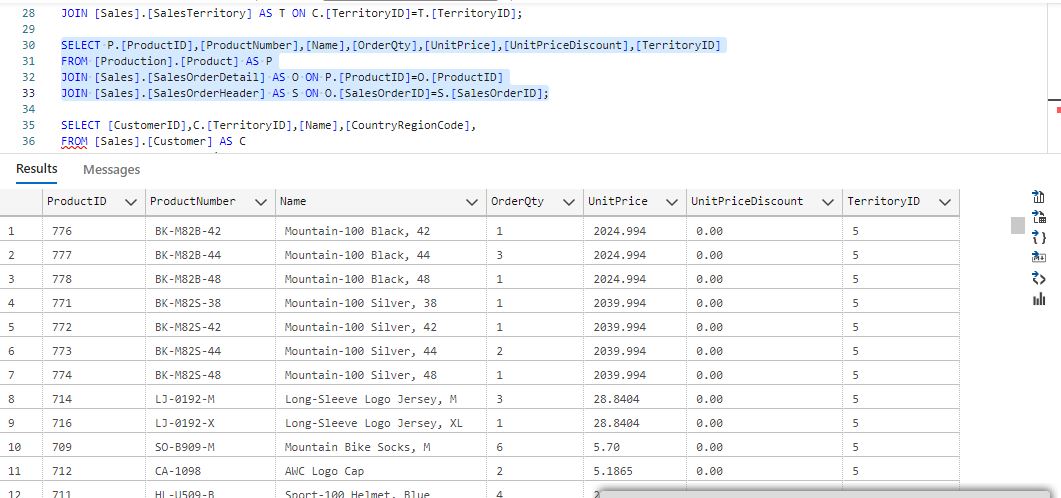 28 JOIN [Sales].[SalesTerritory] AS T ON C.[TerritoryID]=T.[TerritoryID];
29
30 SELECT P.[ProductID],[ProductNumber],[Name],[OrderQty],[UnitPrice],[UnitPriceDiscount],[TerritoryID]
31 FROM [Production].[Product] AS P
32 JOIN [Sales].[SalesOrderDetail] AS O ON P.[ProductID]=O.[ProductID]
33 JOIN [Sales].[SalesOrderHeader] AS S ON O.[SalesOrderID]=S.[SalesOrderID];
34
35 SELECT [CustomerID],C.[TerritoryID],[Name],[CountryRegionCode],
36 FROM [Sales].[Customer] AS C
Results Messages
ProductID ProductNumber Name OrderQty UnitPrice UnitPriceDiscount TerritoryID
1 776 BK-M82B-42 Mountain-100 Black, 42 1 2024.994 0.00 5
2 777 BK-M82B-44 Mountain-100 Black, 44 3 2024.994 0.00 5
3 778 BK-M82B-48 Mountain-100 Black, 48 1 2024.994 0.00 5
4 771 BK-M82S-38 Mountain-100 Silver, 38 1 2039.994 0.00 5
5 772 BK-M82S-42 Mountain-100 Silver, 42 1 2039.994 0.00 5
6 773 BK-M82S-44 Mountain-100 Silver, 44 2 2039.994 0.00 5
7 774 BK-M82S-48 Mountain-100 Silver, 48 1 2039.994 0.00 5
8 714 LJ-0192-M Long-Sleeve Logo Jersey, M 3 28.8404 0.00 5
9 716 LJ-0192-X Long-Sleeve Logo Jersey, XL 1 28.8404 0.00 5
10 709 SO-B909-M Mountain Bike Socks, M 6 5.70 0.00 5
11 712 CA-1098 AWC Logo Cap 2 5.1865 0.00 5
12 711 HL-U509-B Sport-100 Helmet, Blue 4